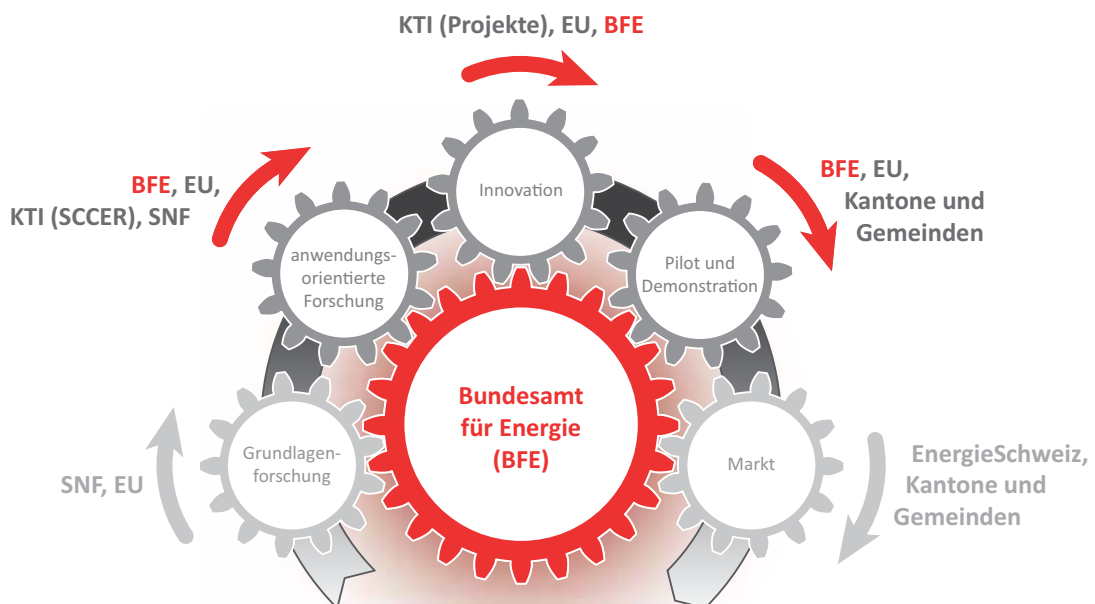 KTI (Projekte), EU, BFE
BFE, EU,
KTI (SCCER), SNF
BFE, EU,
Kantone und
Gemeinden
Innovation
anwendungs-
orientierte
Forschung
Pilot und
Demonstration
Bundesamt
für Energie
(BFE)
Grundlagen-
forschung
SNF, EU
Markt
EnergieSchweiz,
Kantone und
Gemeinden